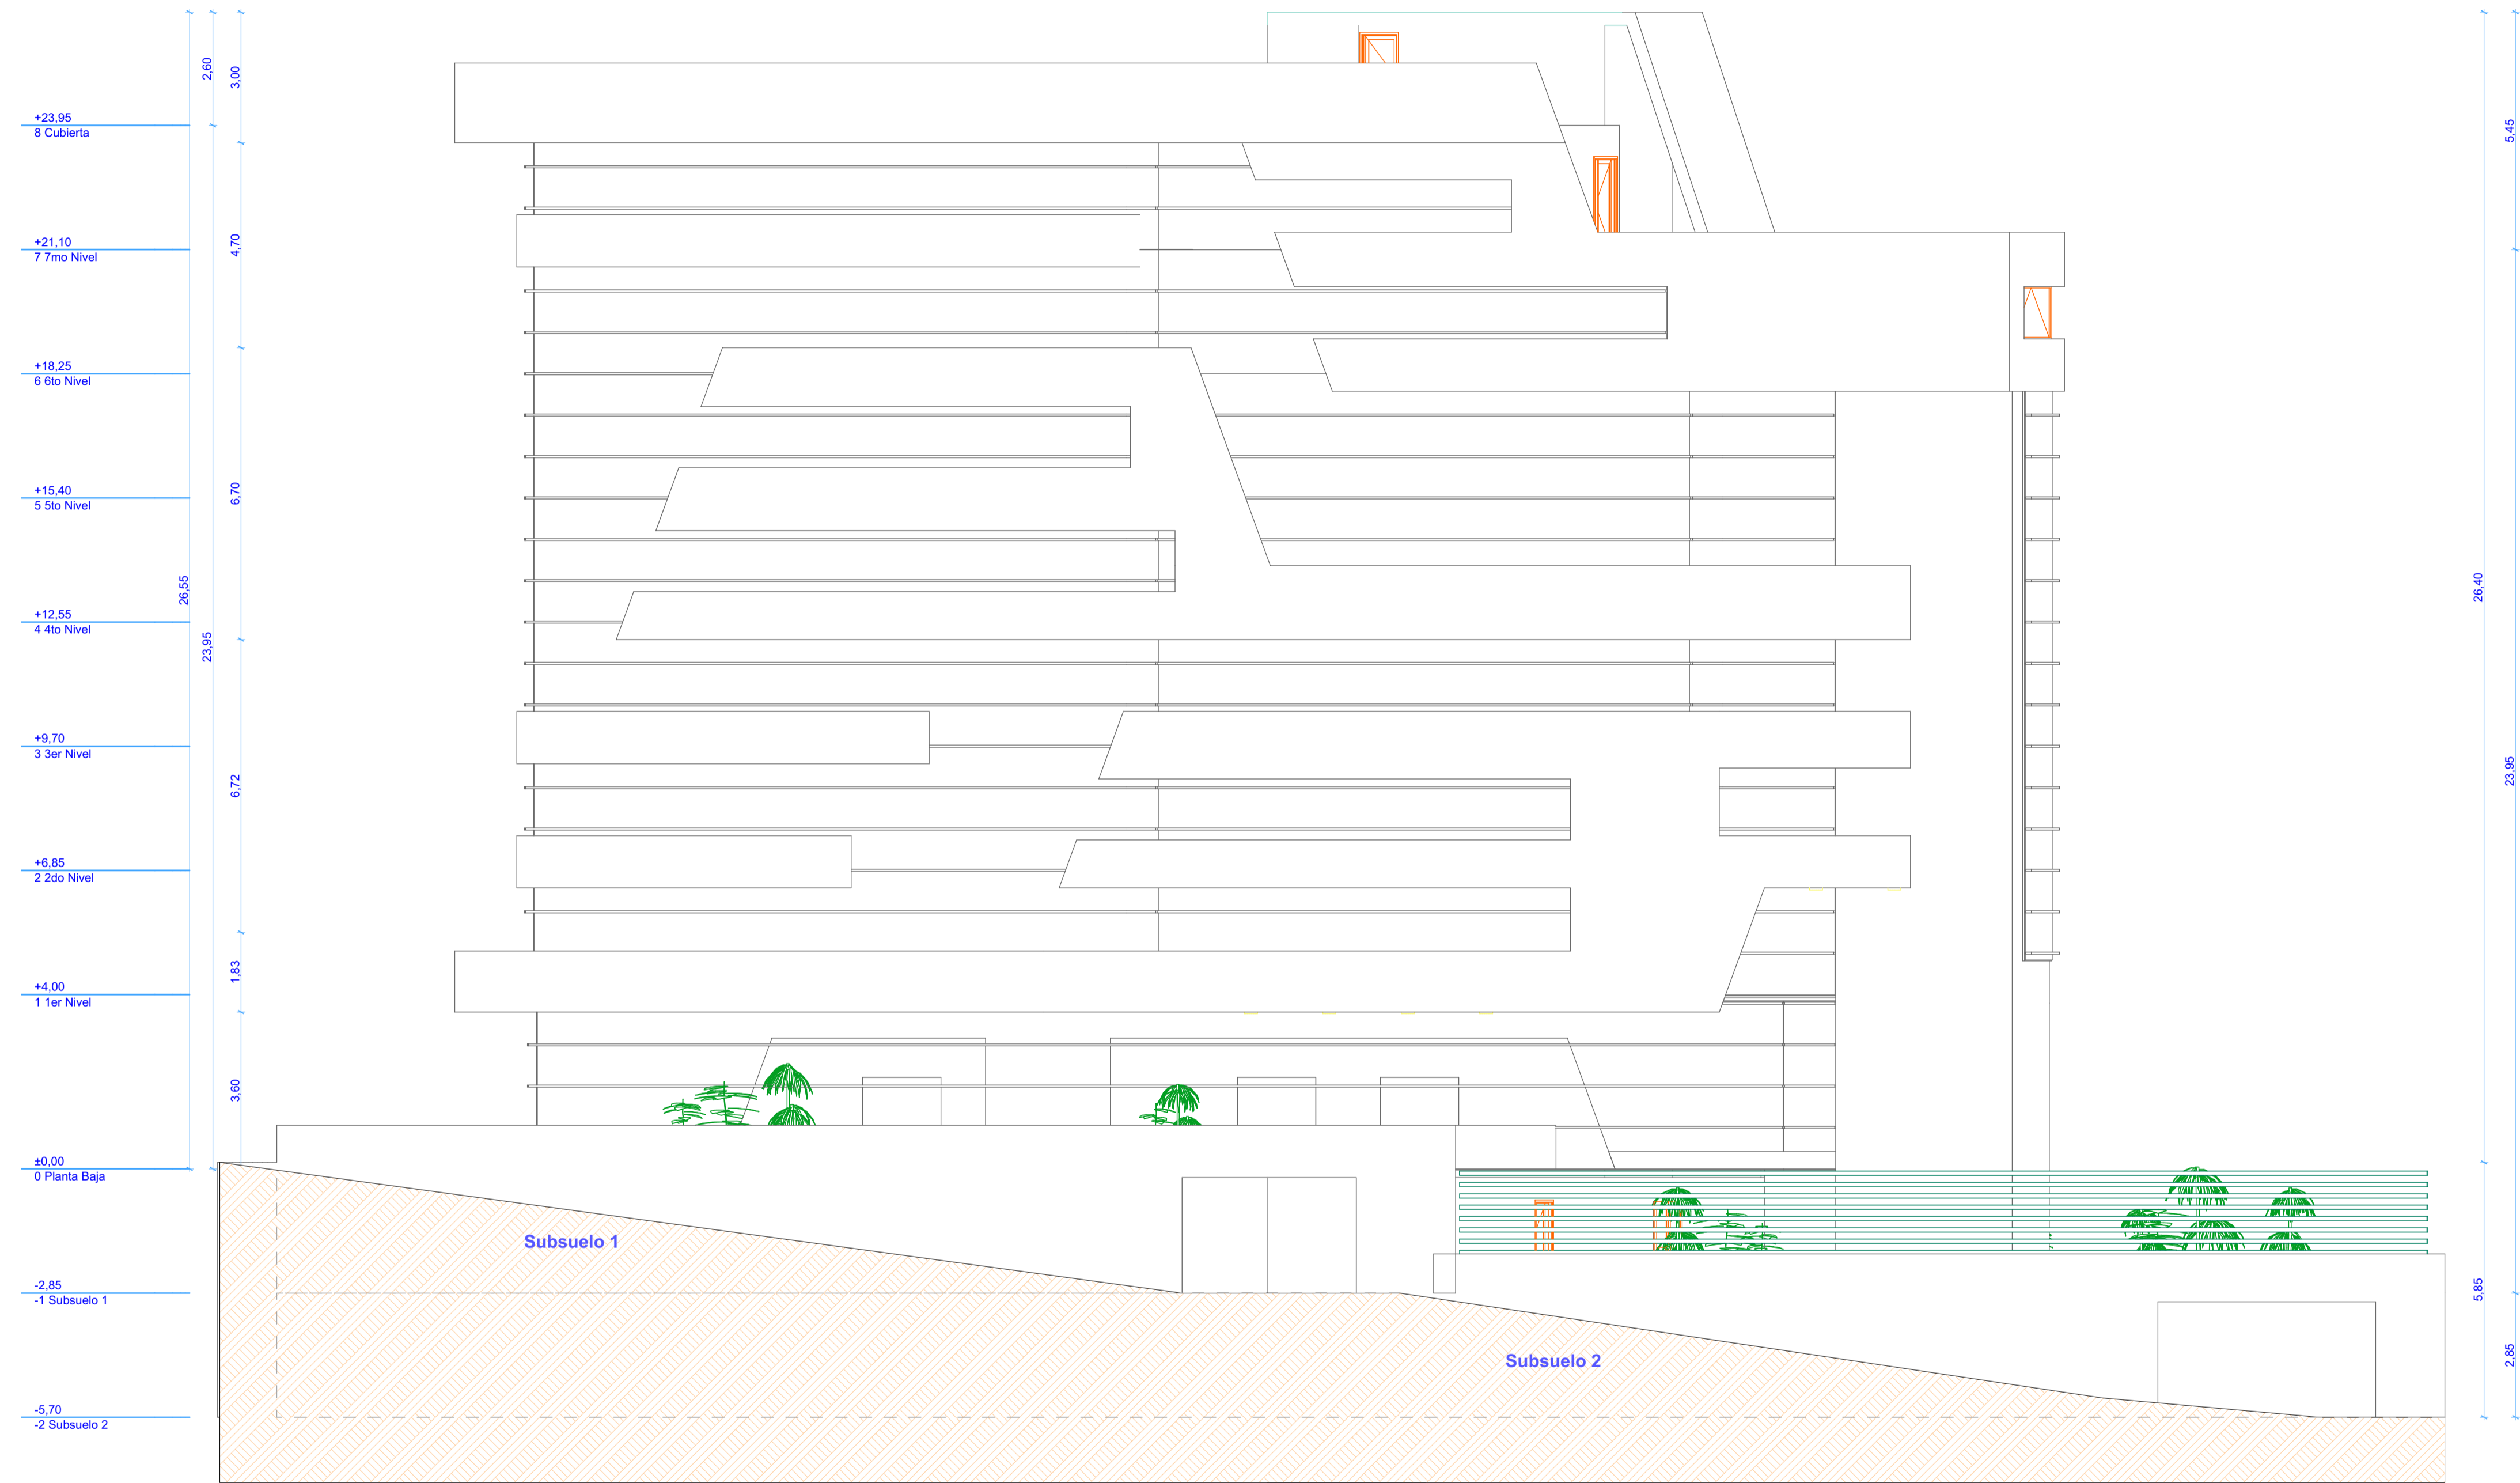 +23,95
8 Cubierta
+21,10
7 7mo Nivel
+18,25
6 6to Nivel
+15,40
5 5to Nivel
+12,55
4 4to Nivel
+9,70
3 3er Nivel
+6,85
2 2do Nivel
+4,00
1 1er Nivel
±0,00
0 Planta Baja
-2,85
-1 Subsuelo 1
-5,70
-2 Subsuelo 2
26,55
2,60
23,95
3,00
4,70
6,70
6,72
1,83
3,60
Subsuelo 1
Subsuelo 2
26,40
5,85
5,45
23,95
2,85